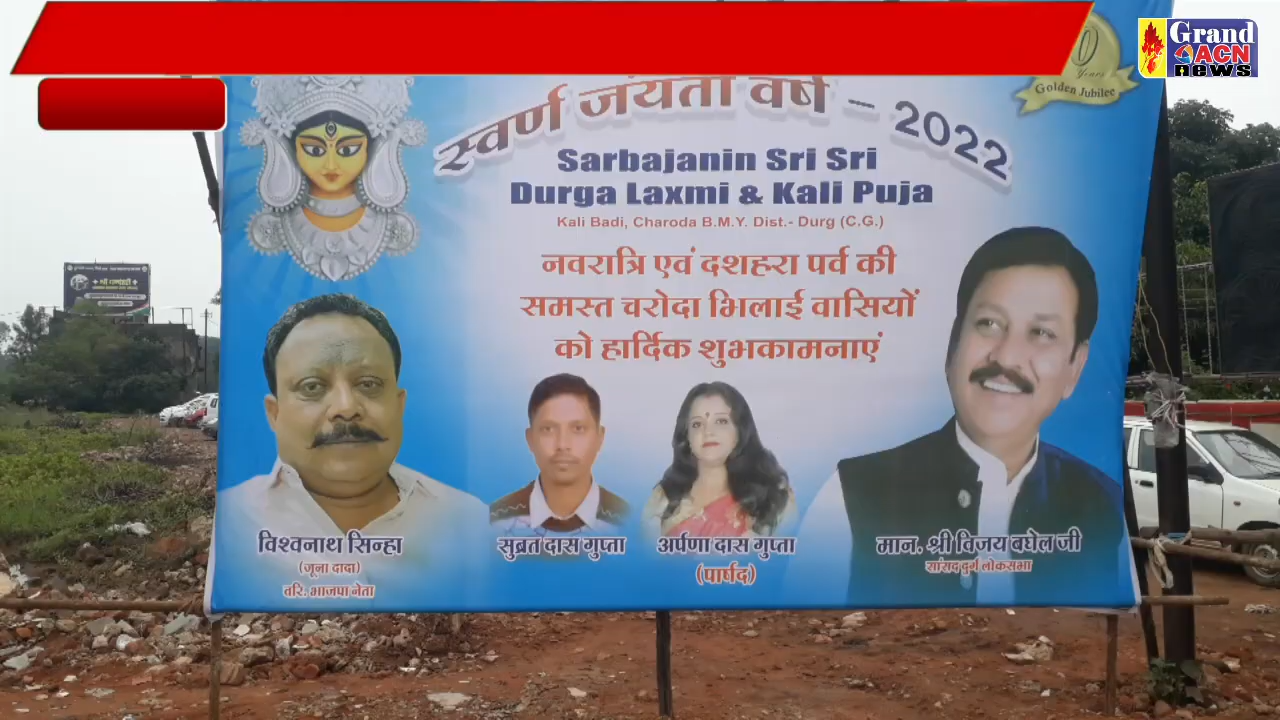 Grand
ACN
news
0
Years
Golden Jubilee
स्वर्ण जयंती वर्ष – 2022
Sarbajanin Sri Sri
Durga Laxmi & Kali Puja
Kali Badi, Charoda B.M.Y. Dist.- Durg (C.G.)
नवरात्रि एवं दशहरा पर्व की
समस्त चरोदा भिलाई वासियों
को हार्दिक शुभकामनाएं
विश्वनाथ सिन्हा
(जूना दादा)
वरि. भाजपा नेता
सुब्रत दास गुप्ता
अर्पणा दास गुप्ता
(पार्षद)
मान. श्री विजय बघेल जी
सांसद दुर्ग लोकसभा